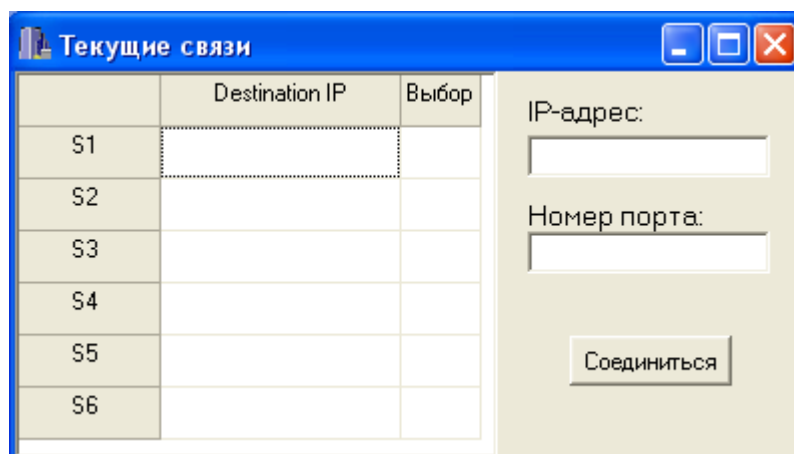 Текущие связи
Destination IP Выбор
S1
S2
S3
S4
S5
S6
IP-адрес:
Номер порта:
Соединиться